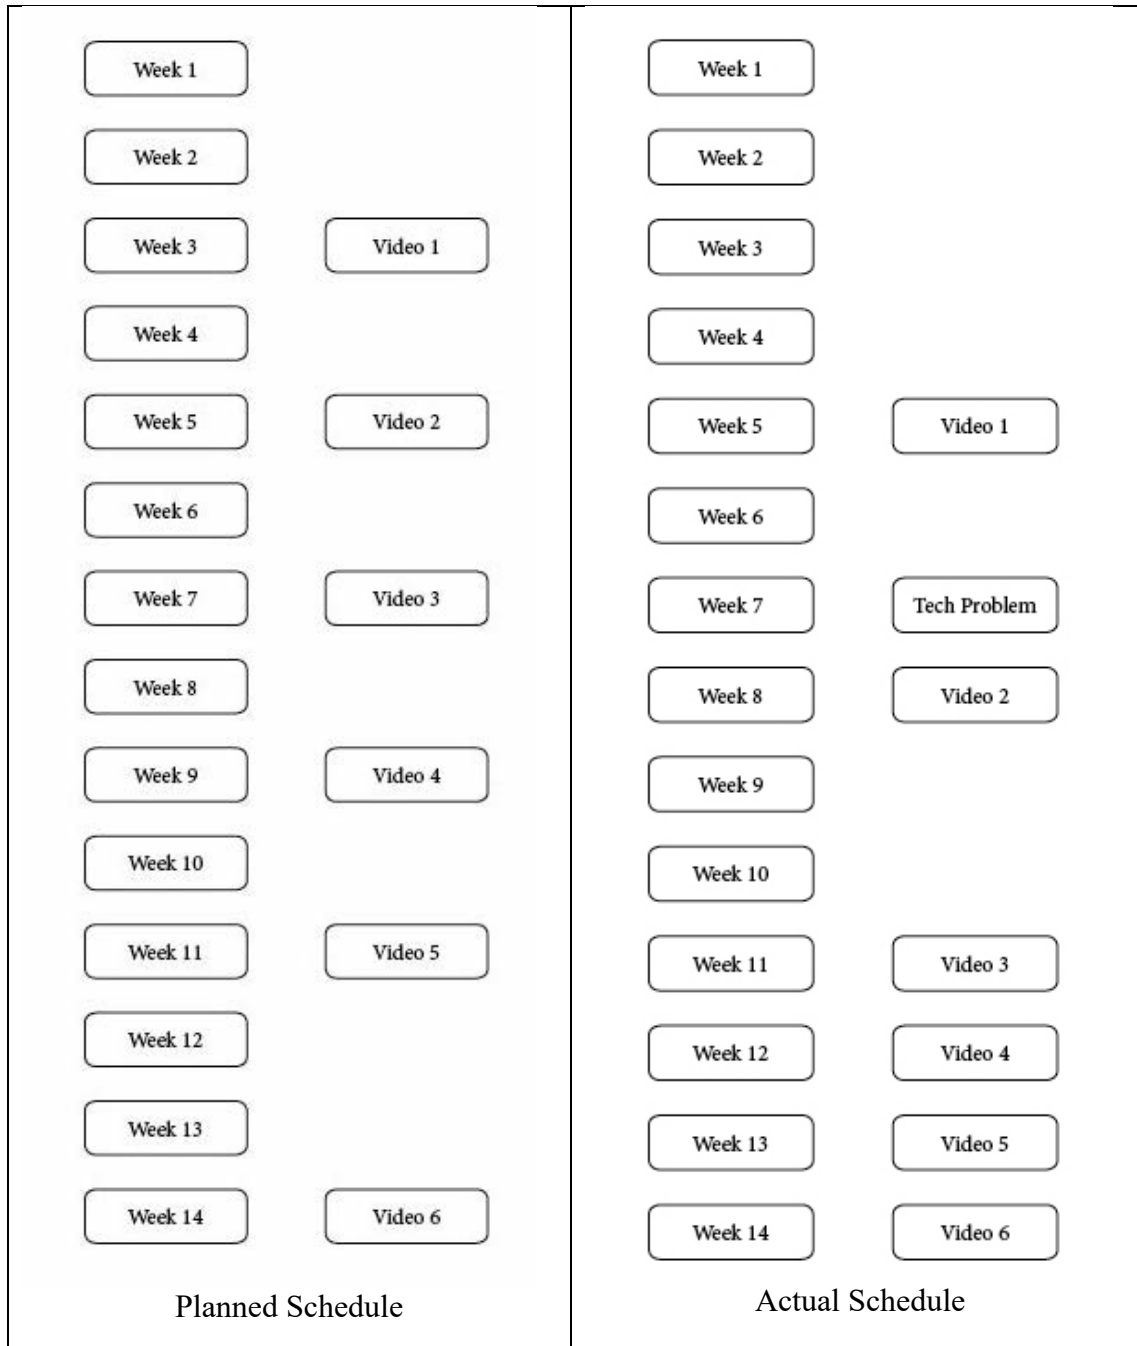 Week 1
Week 2
Week 3 Video 1
Week 4
Week 5 Video 2
Week 6
Week 7 Video 3
Week 8
Week 9 Video 4
Week 10
Week 11 Video 5
Week 12
Week 13
Week 14 Video 6
Planned Schedule
Week 1
Week 2
Week 3
Week 4
Week 5 Video 1
Week 6
Week 7 Tech Problem
Week 8 Video 2
Week 9
Week 10
Week 11 Video 3
Week 12 Video 4
Week 13 Video 5
Week 14 Video 6
Actual Schedule